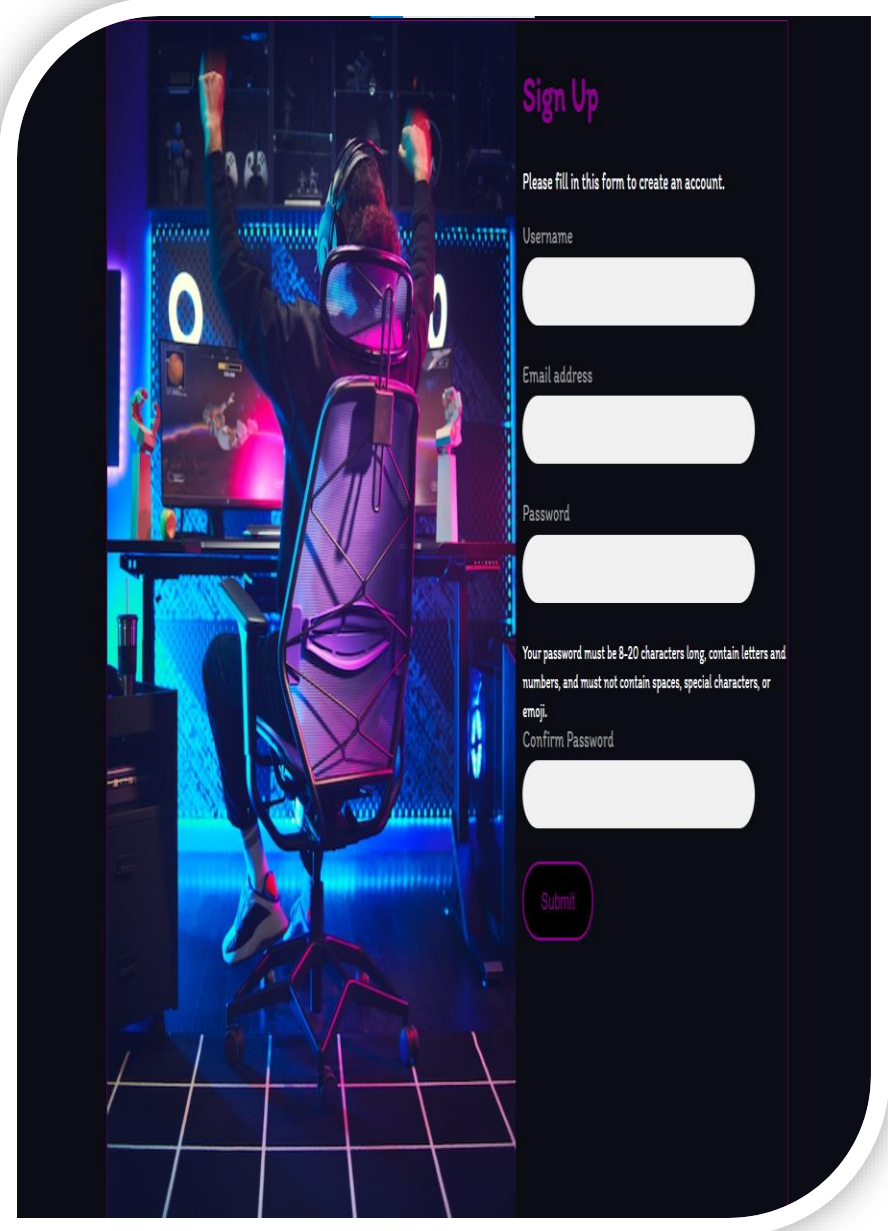 Sign Up
Please fill in this form to create an account.
Username
Email address
Password
Your password must be 8-20 characters long, contain letters and
numbers, and must not contain spaces, special characters, or
emoji.
Confirm Password
Submit